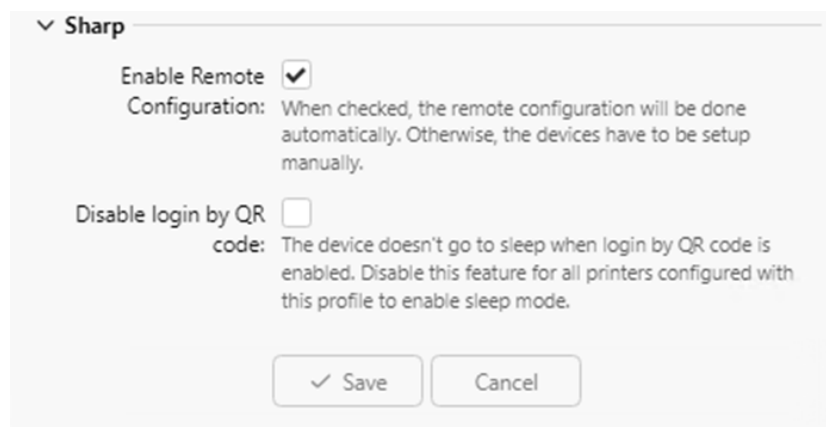 Sharp
Enable Remote
Configuration:
When checked, the remote configuration will be done
automatically. Otherwise, the devices have to be setup
manually.
Disable login by QR
code:
The device doesn't go to sleep when login by QR code is
enabled. Disable this feature for all printers configured with
this profile to enable sleep mode.
Save
Cancel